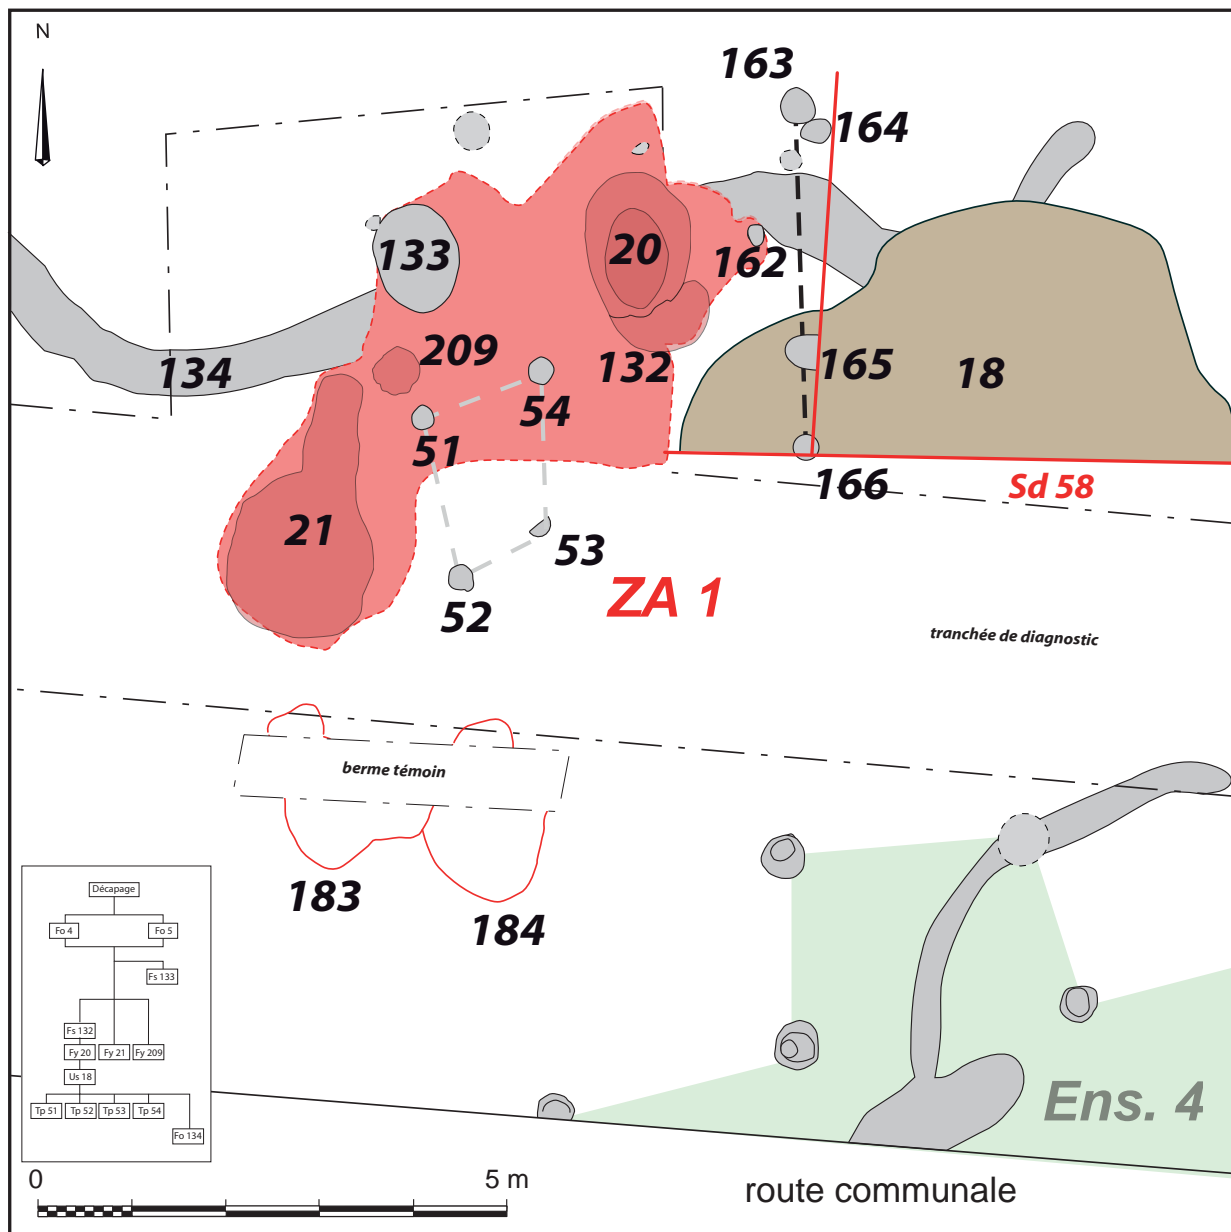 N
163
164
133
20
162
209
132
165
18
134
54
51
166
Sd 58
21
53
52
ZA 1
tranchée de diagnostic
berme témoin
183
184
Décapage
Fo 4
Fo 5
Fs 133
Fs 132
Fy 20
Fy 21
Fy 209
Us 18
Tp 51
Tp 52
Tp 53
Tp 54
Fo 134
Ens. 4
0
5 m
route communale